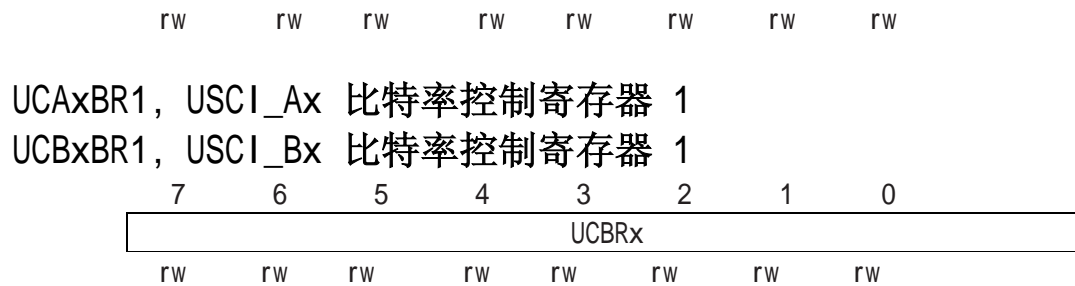 rw rw rw rw rw rw rw rw
UCAxBR1, USCI_Ax 比特率控制寄存器 1
UCBxBR1, USCI_Bx 比特率控制寄存器 1
7 6 5 4 3 2 1 0
UCBRx
rw rw rw rw rw rw rw rw